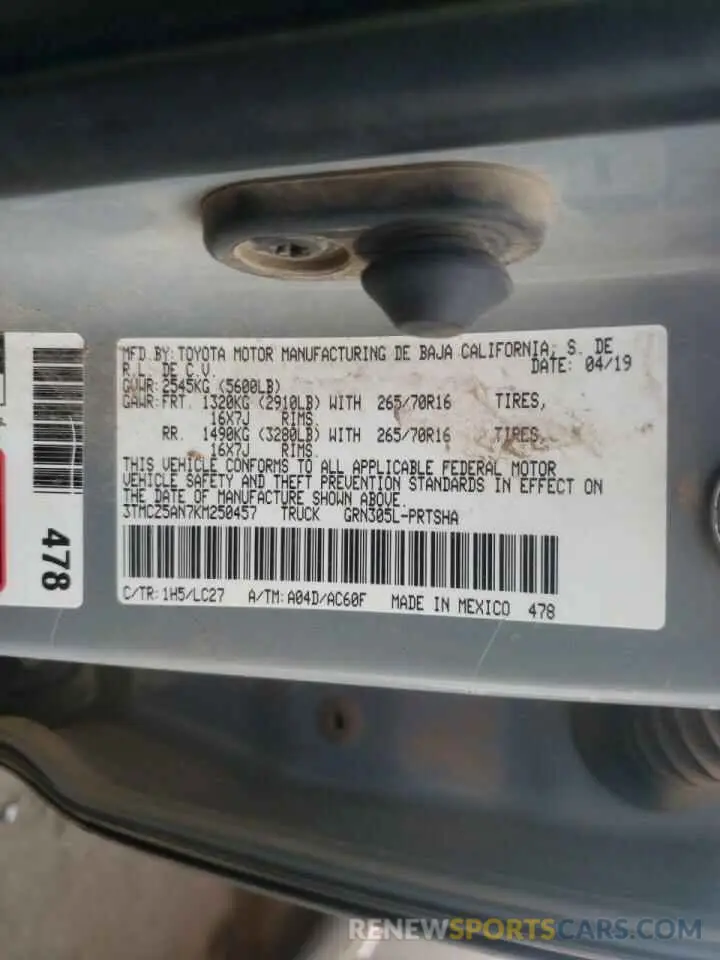 MFD. BY: TOYOTA MOTOR MANUFACTURING DE BAJA CALIFORNIA, S. DE
R.L. DE C.V. DATE: 04/19
GVWR: 2545KG (5600LB)
GAWR: FRT. 1320KG (2910LB) WITH 265/70R16 TIRES,
16X7J RIMS.
RR. 1490KG (3280LB) WITH 265/70R16 TIRES,
16X7J RIMS.
THIS VEHICLE CONFORMS TO ALL APPLICABLE FEDERAL MOTOR
VEHICLE SAFETY AND THEFT PREVENTION STANDARDS IN EFFECT ON
THE DATE OF MANUFACTURE SHOWN ABOVE.
3TMCZ5AN7KM250457 TRUCK GRN305L-PRTSHA
C/TR: 1H5/LC27 A/TM: A04D/AC60F MADE IN MEXICO 478
478
RENEWSPORTSCARS.COM